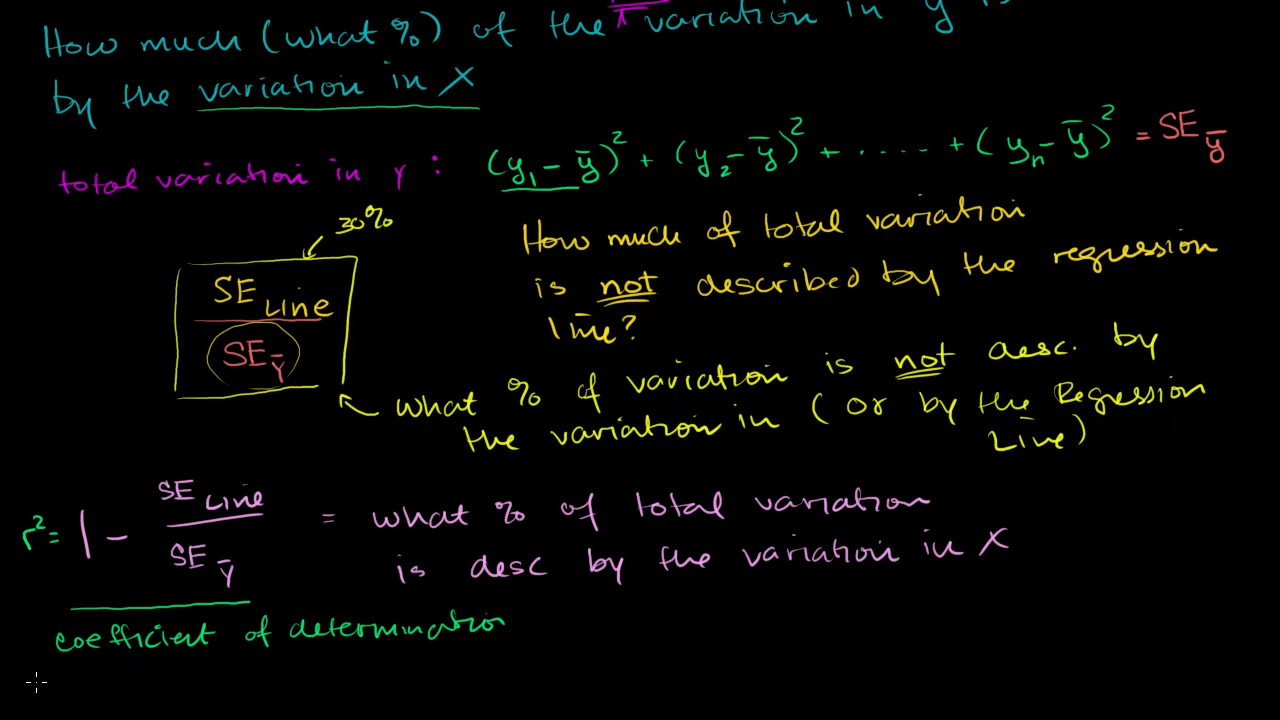 How much (what %) of the variation in y is
by the variation in x
total variation in Y : (y₁ - ȳ)² + (y₂ - ȳ)² + ..... + (yₙ - ȳ)² = SE ȳ
30%
SE LINE
SE Ȳ
How much of total variation
is not described by the regression
line?
what % of variation is not desc. by
the variation in (or by the Regression
Line)
r² = 1 - SE LINE / SE Ȳ = what % of total variation
is desc by the variation in x
coefficient of determination